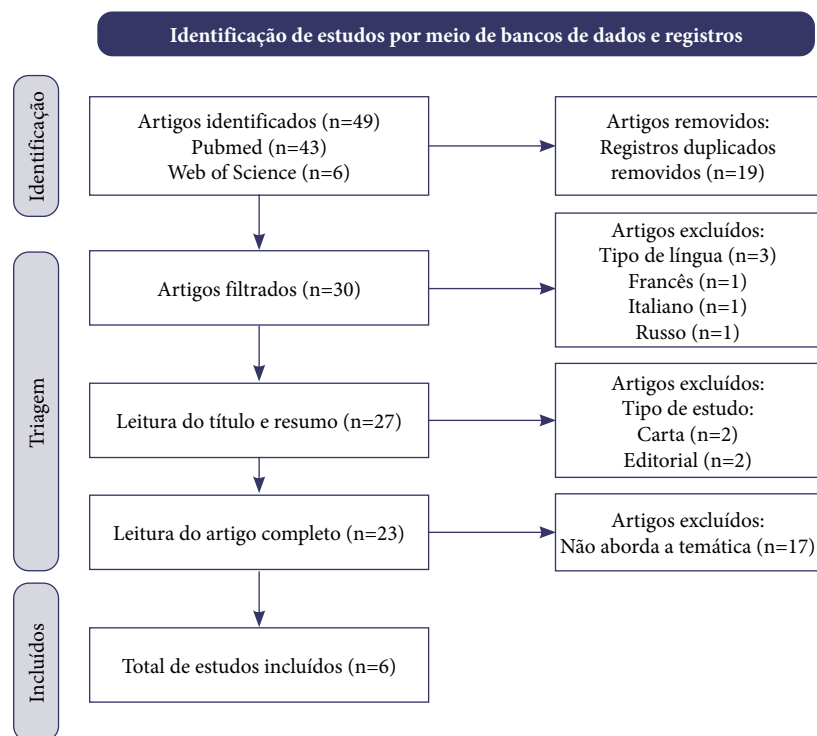 Identificação de estudos por meio de bancos de dados e registros
Identificação
Artigos identificados (n=49)
Pubmed (n=43)
Web of Science (n=6)
Artigos removidos:
Registros duplicados
removidos (n=19)
Triagem
Artigos filtrados (n=30)
Artigos excluídos:
Tipo de língua (n=3)
Francês (n=1)
Italiano (n=1)
Russo (n=1)
Leitura do título e resumo (n=27)
Artigos excluídos:
Tipo de estudo:
Carta (n=2)
Editorial (n=2)
Leitura do artigo completo (n=23)
Artigos excluídos:
Não aborda a temática (n=17)
Incluídos
Total de estudos incluídos (n=6)